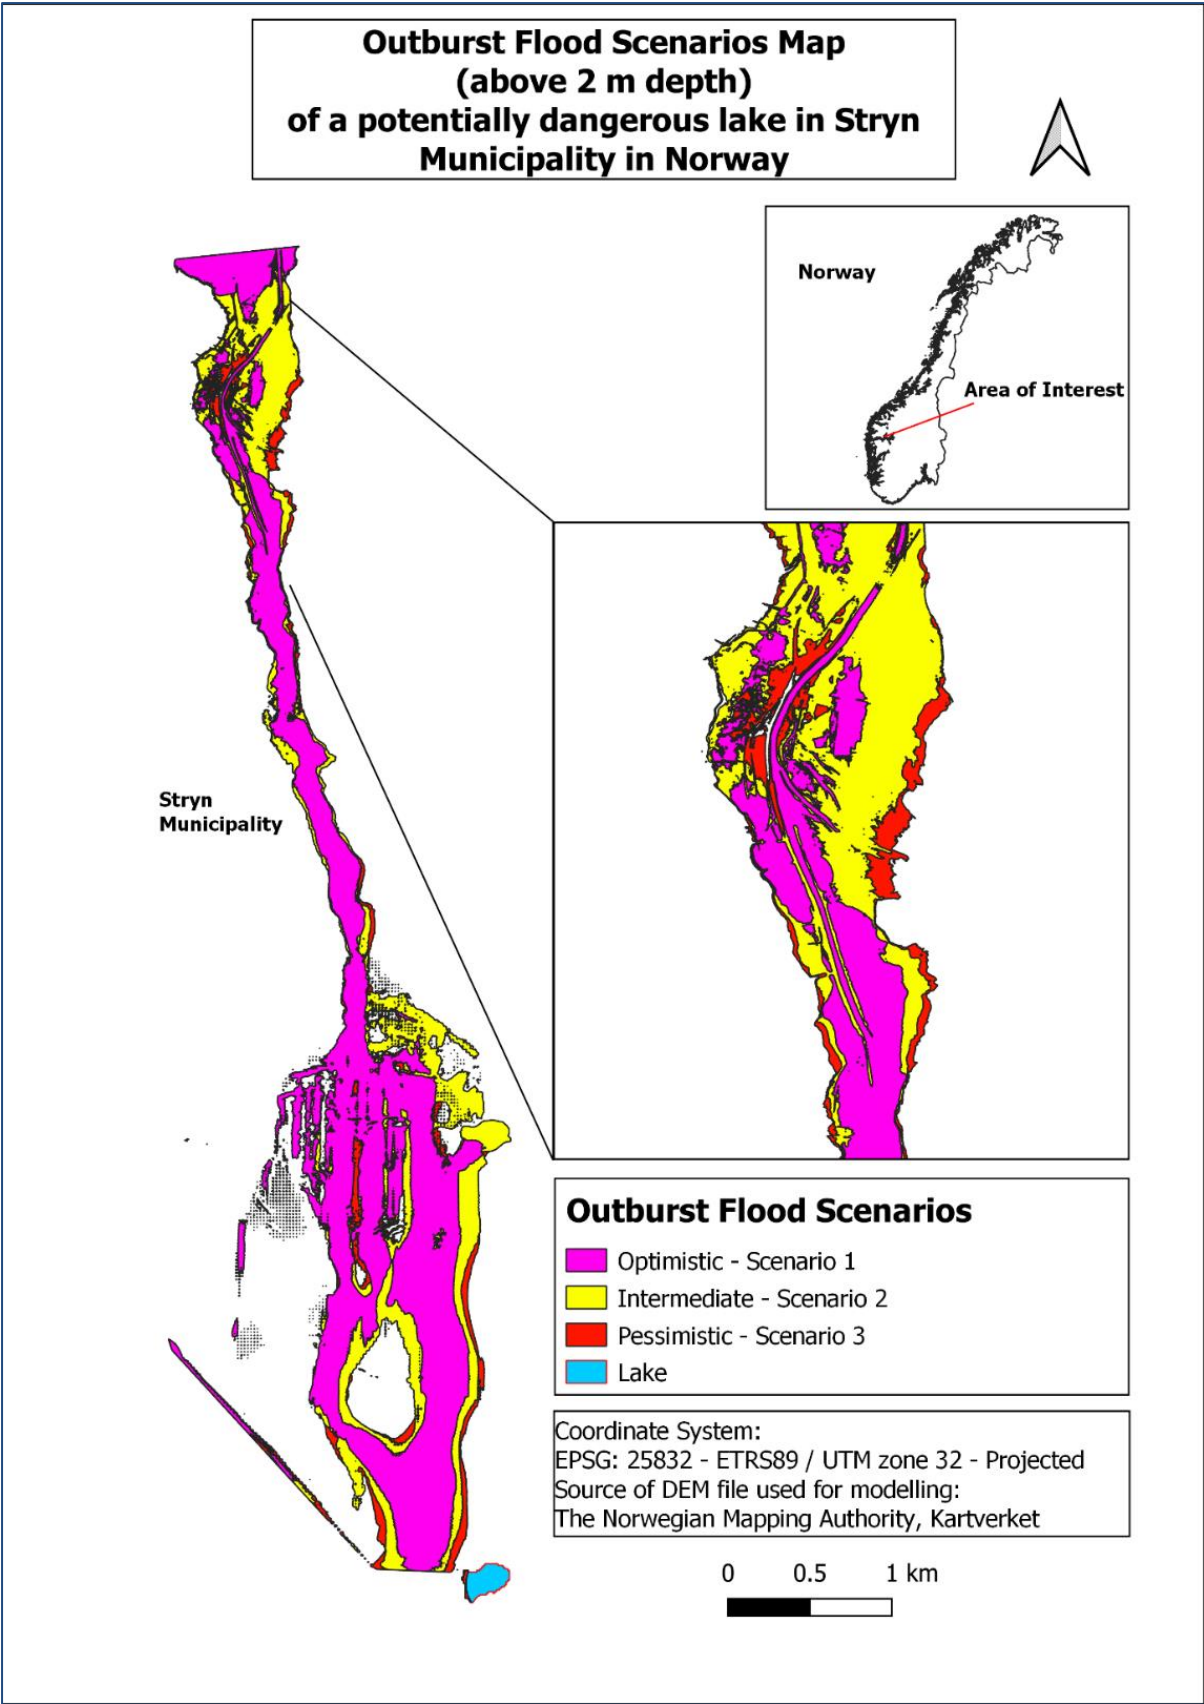 Outburst Flood Scenarios Map
(above 2 m depth)
of a potentially dangerous lake in Stryn
Municipality in Norway
Norway
Area of Interest
Stryn
Municipality
Outburst Flood Scenarios
Optimistic - Scenario 1
Intermediate - Scenario 2
Pessimistic - Scenario 3
Lake
Coordinate System:
EPSG: 25832 - ETRS89 / UTM zone 32 - Projected
Source of DEM file used for modelling:
The Norwegian Mapping Authority, Kartverket
0 0.5 1 km